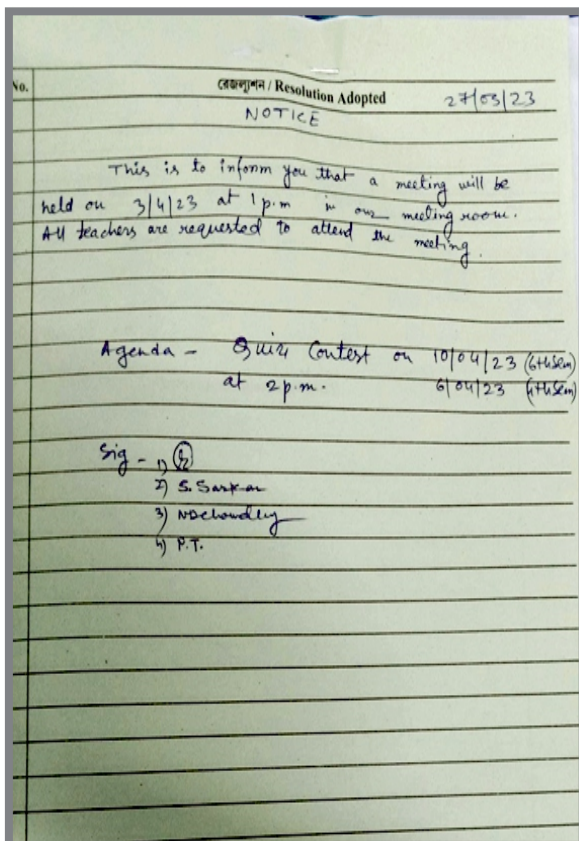 No.
রেজল্যুশন / Resolution Adopted
27/03/23
NOTICE
This is to inform you that a meeting will be
held on 3/4/23 at 1 p.m in our meeting room.
All teachers are requested to attend the meeting.
Agenda - Quiz Contest on 10/04/23 (6th Sem)
at 2 p.m. 6/04/23 (4th Sem)
Sig - 1)
2) S. Sarkar
3) NDChoudhury
4) P.T.